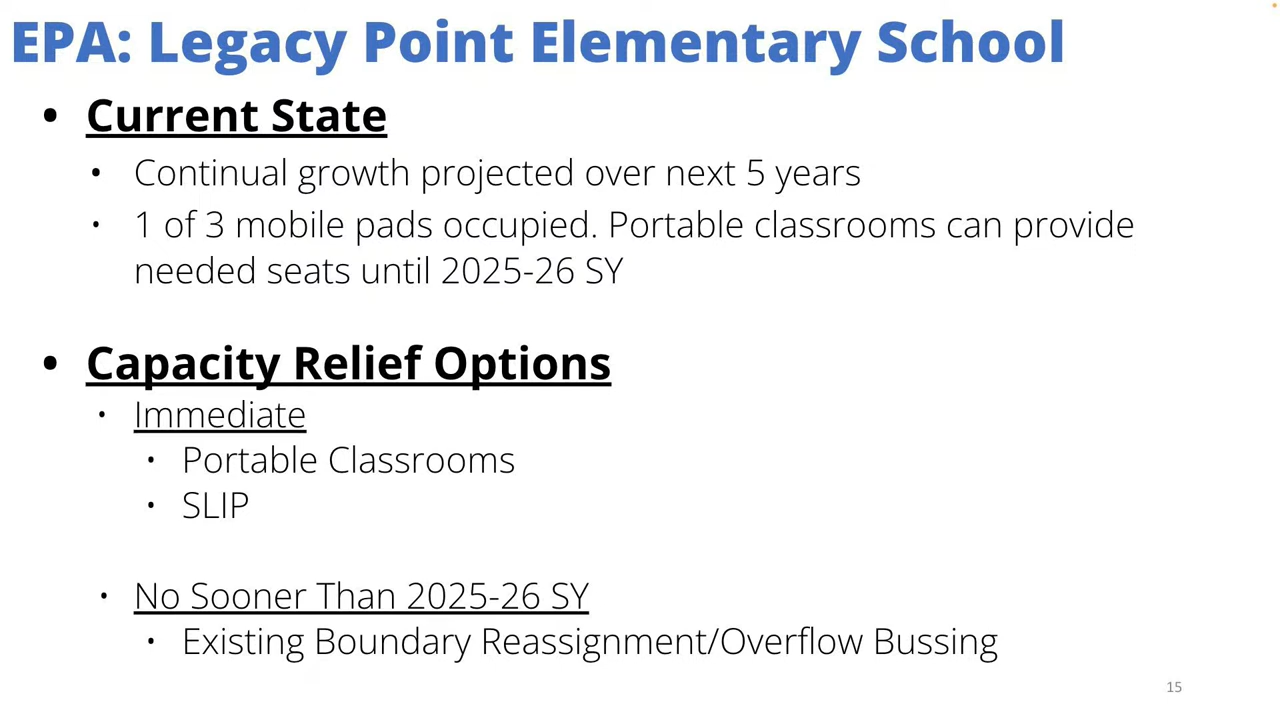 EPA: Legacy Point Elementary School
• Current State
• Continual growth projected over next 5 years
• 1 of 3 mobile pads occupied. Portable classrooms can provide
needed seats until 2025-26 SY
• Capacity Relief Options
• Immediate
• Portable Classrooms
• SLIP
• No Sooner Than 2025-26 SY
• Existing Boundary Reassignment/Overflow Bussing
15